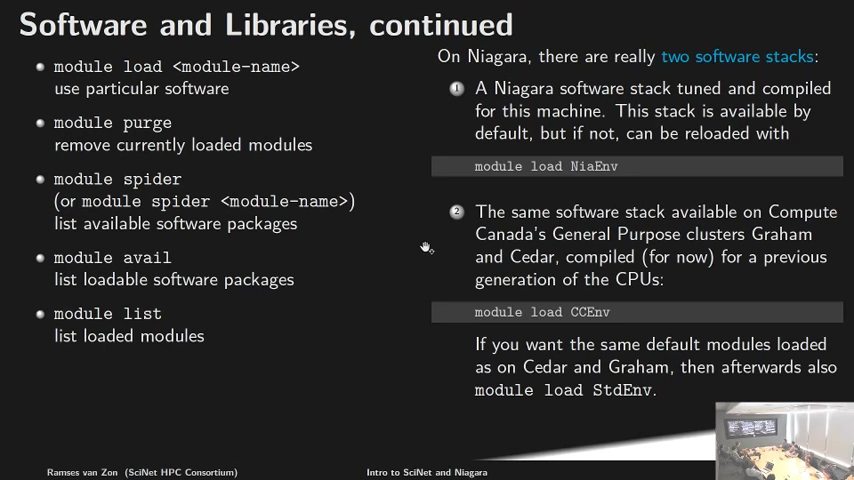 Software and Libraries, continued
module load <module-name>
use particular software
module purge
remove currently loaded modules
module spider
(or module spider <module-name>)
list available software packages
module avail
list loadable software packages
module list
list loaded modules
On Niagara, there are really two software stacks:
1 A Niagara software stack tuned and compiled
for this machine. This stack is available by
default, but if not, can be reloaded with
module load NiaEnv
2 The same software stack available on Compute
Canada's General Purpose clusters Graham
and Cedar, compiled (for now) for a previous
generation of the CPUs:
module load CCEnv
If you want the same default modules loaded
as on Cedar and Graham, then afterwards also
module load StdEnv.
Ramses van Zon (SciNet HPC Consortium)
Intro to SciNet and Niagara